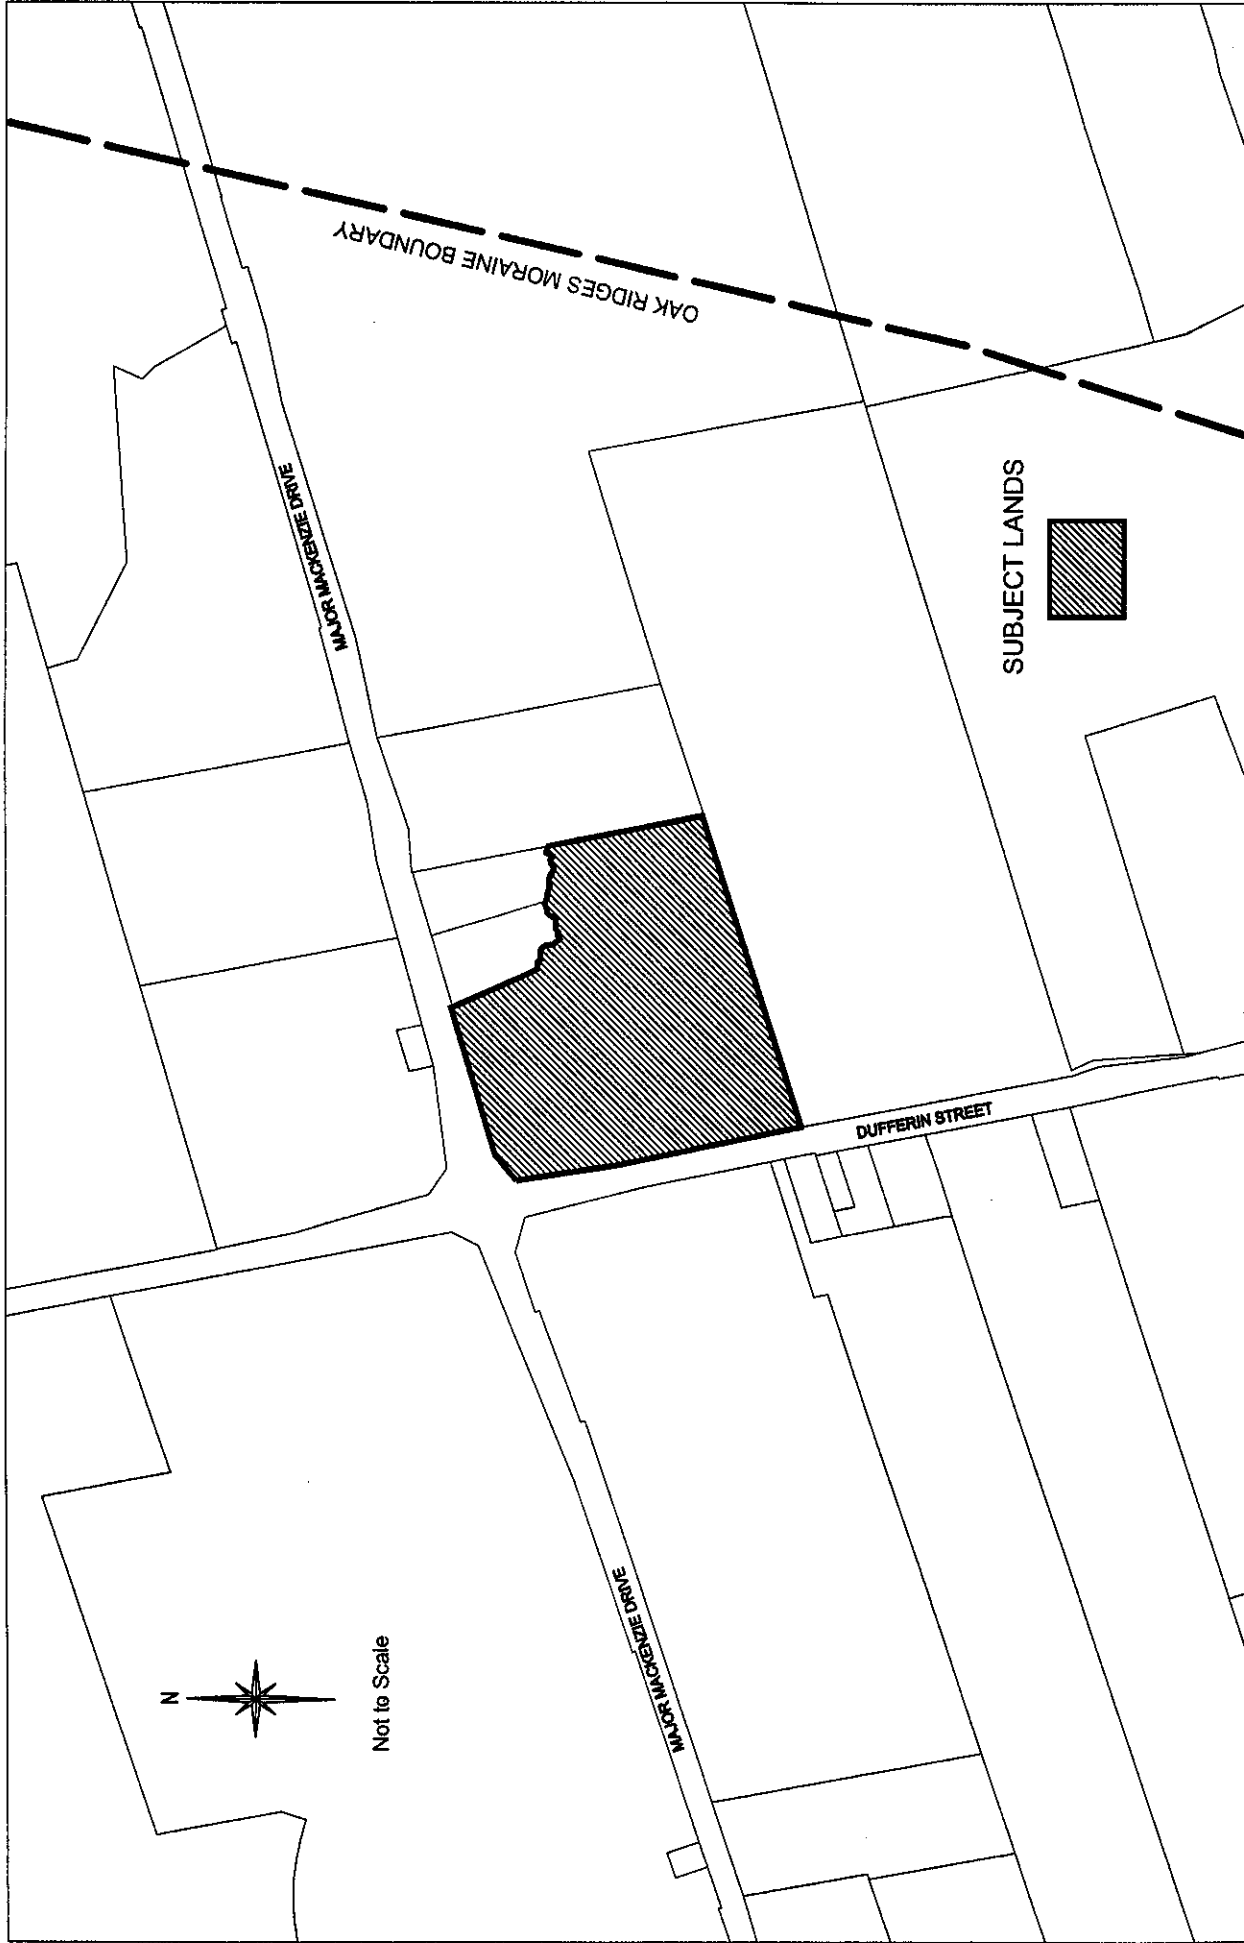 MAJOR MACKENZIE DRIVE
OAK RIDGES MORAINE BOUNDARY
SUBJECT LANDS
DUFFERIN STREET
MAJOR MACKENZIE DRIVE
N
Not to Scale